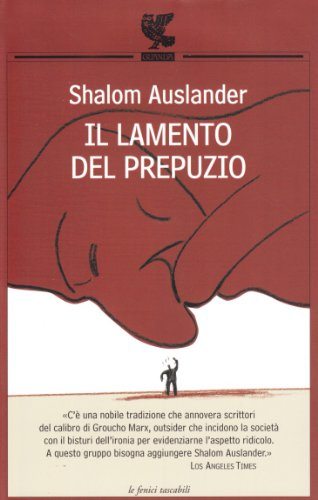 GUANDA
Shalom Auslander
IL LAMENTO
DEL PREPUZIO
«C'è una nobile tradizione che annovera scrittori
del calibro di Groucho Marx, outsider che incidono la società
con il bisturi dell'ironia per evidenziarne l'aspetto ridicolo.
A questo gruppo bisogna aggiungere Shalom Auslander.»
LOS ANGELES TIMES
le fenici tascabili